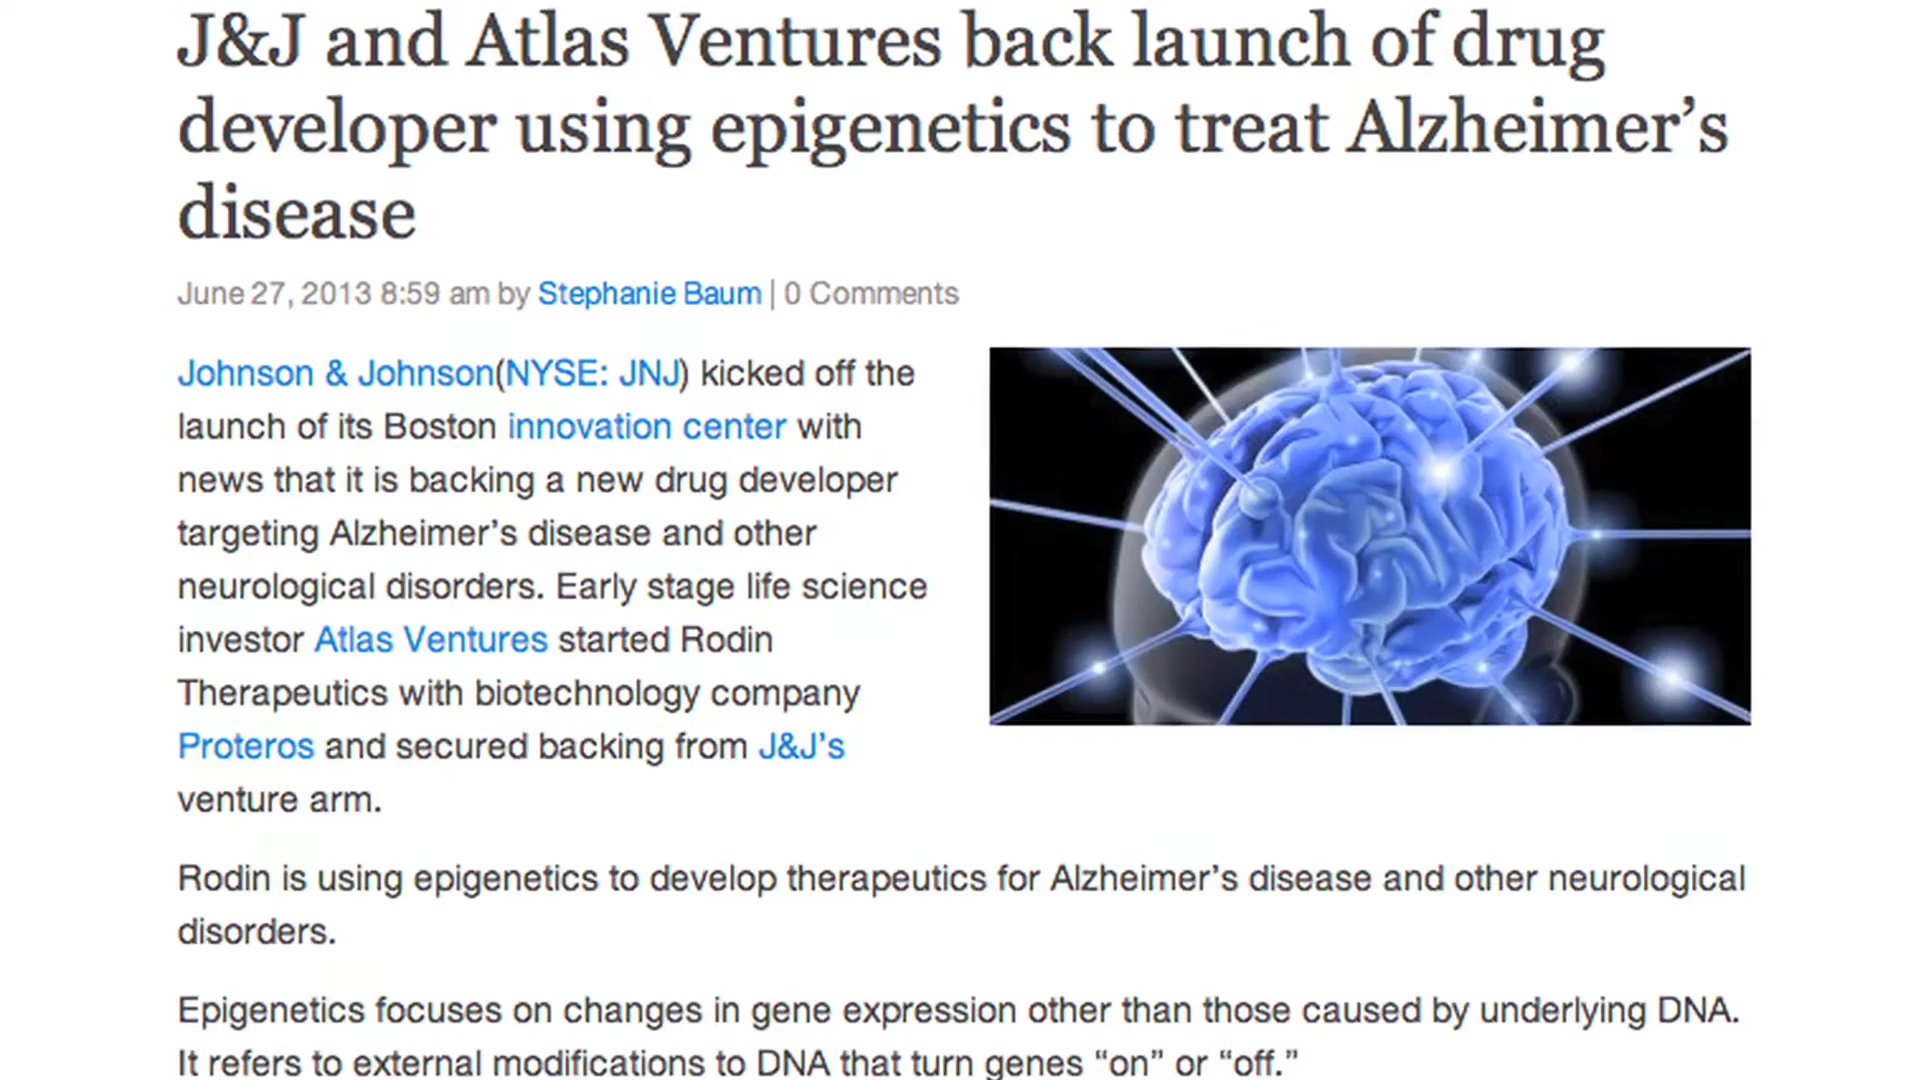 J&J and Atlas Ventures back launch of drug
developer using epigenetics to treat Alzheimer’s
disease
June 27, 2013 8:59 am by Stephanie Baum | 0 Comments
Johnson & Johnson(NYSE: JNJ) kicked off the
launch of its Boston innovation center with
news that it is backing a new drug developer
targeting Alzheimer’s disease and other
neurological disorders. Early stage life science
investor Atlas Ventures started Rodin
Therapeutics with biotechnology company
Proteros and secured backing from J&J’s
venture arm.
Rodin is using epigenetics to develop therapeutics for Alzheimer’s disease and other neurological
disorders.
Epigenetics focuses on changes in gene expression other than those caused by underlying DNA.
It refers to external modifications to DNA that turn genes “on” or “off.”